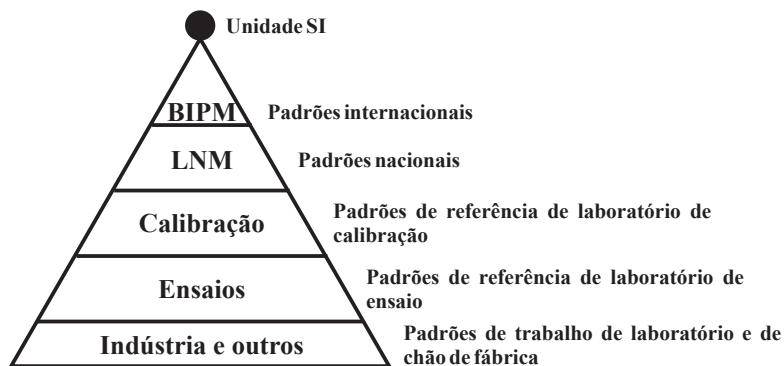 Unidade SI
BIPM
Padrões internacionais
LNM
Padrões nacionais
Calibração
Padrões de referência de laboratório de
calibração
Ensaios
Padrões de referência de laboratório de
ensaio
Indústria e outros
Padrões de trabalho de laboratório e de
chão de fábrica